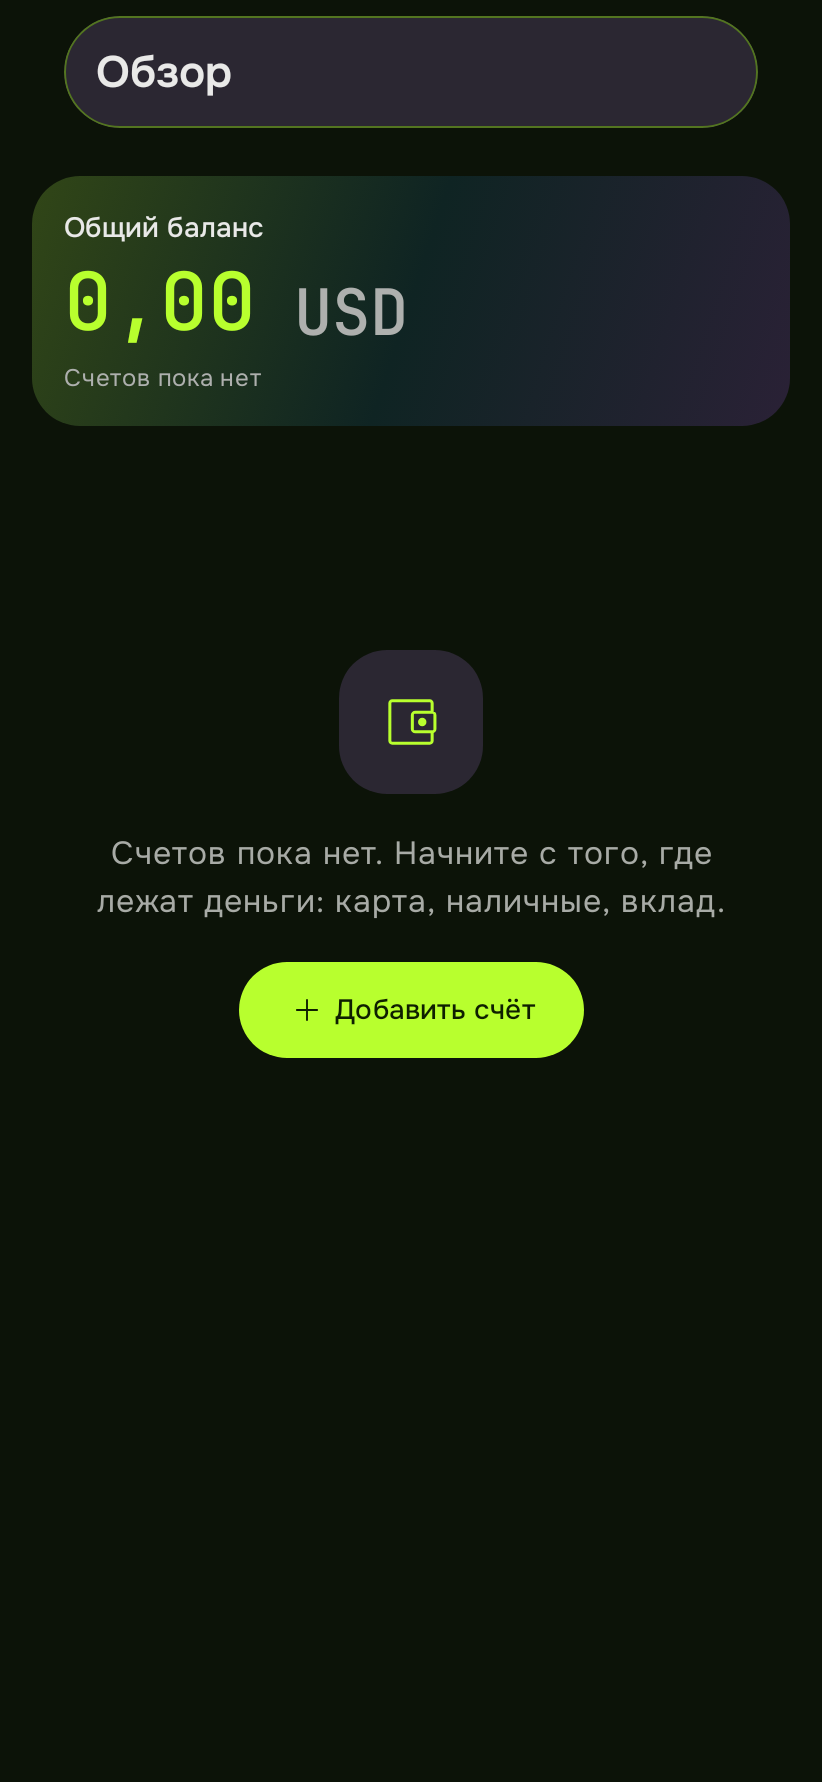 Обзор
Общий баланс
0,00 USD
Счетов пока нет
Счетов пока нет. Начните с того, где
лежат деньги: карта, наличные, вклад.
Добавить счёт